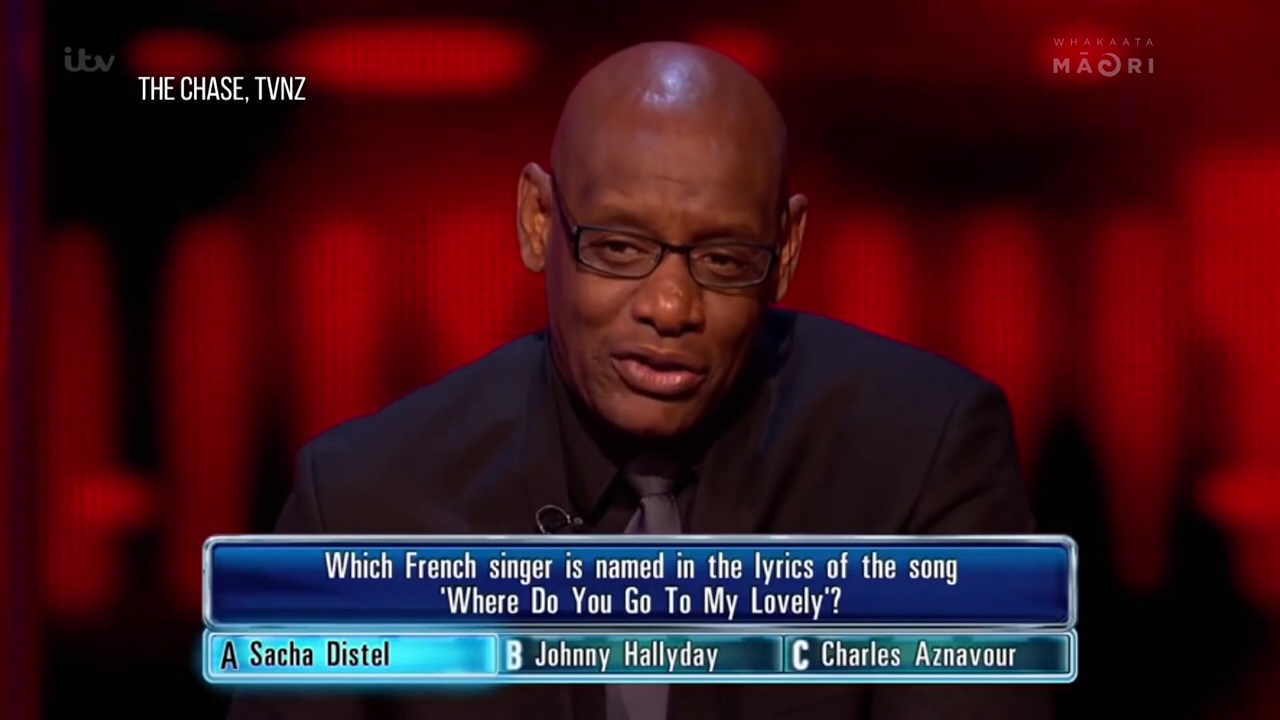 itv
WHAKAATA
MĀORI
THE CHASE, TVNZ
Which French singer is named in the lyrics of the song
'Where Do You Go To My Lovely'?
A Sacha Distel
B Johnny Hallyday
C Charles Aznavour